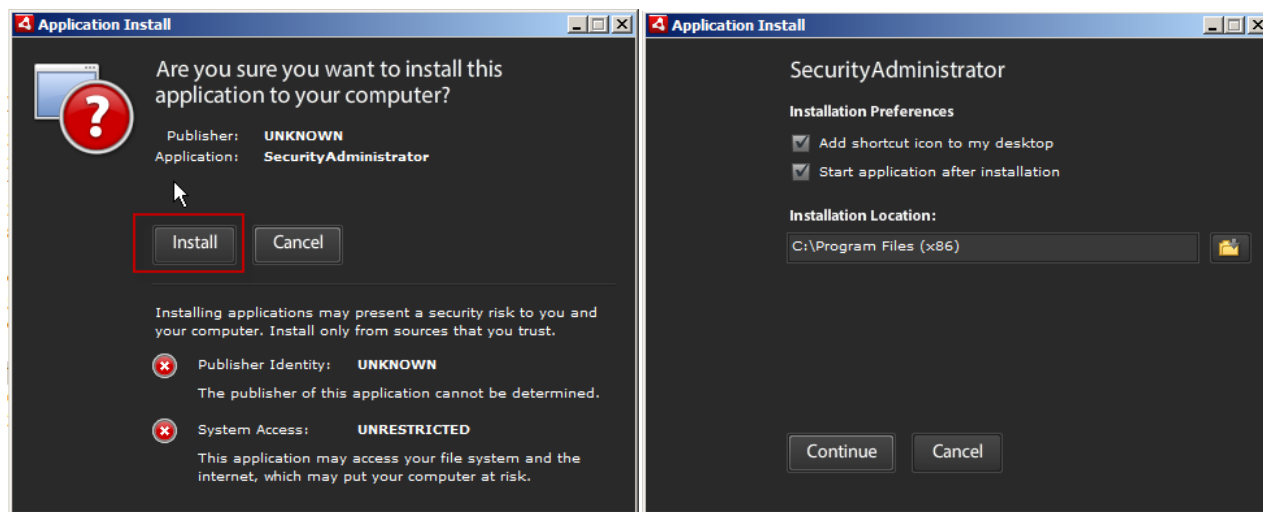 Application Install
Are you sure you want to install this
application to your computer?
Publisher: UNKNOWN
Application: SecurityAdministrator
Install Cancel
Installing applications may present a security risk to you and
your computer. Install only from sources that you trust.
Publisher Identity: UNKNOWN
The publisher of this application cannot be determined.
System Access: UNRESTRICTED
This application may access your file system and the
internet, which may put your computer at risk.
Application Install
SecurityAdministrator
Installation Preferences
Add shortcut icon to my desktop
Start application after installation
Installation Location:
C:\Program Files (x86)
Continue Cancel